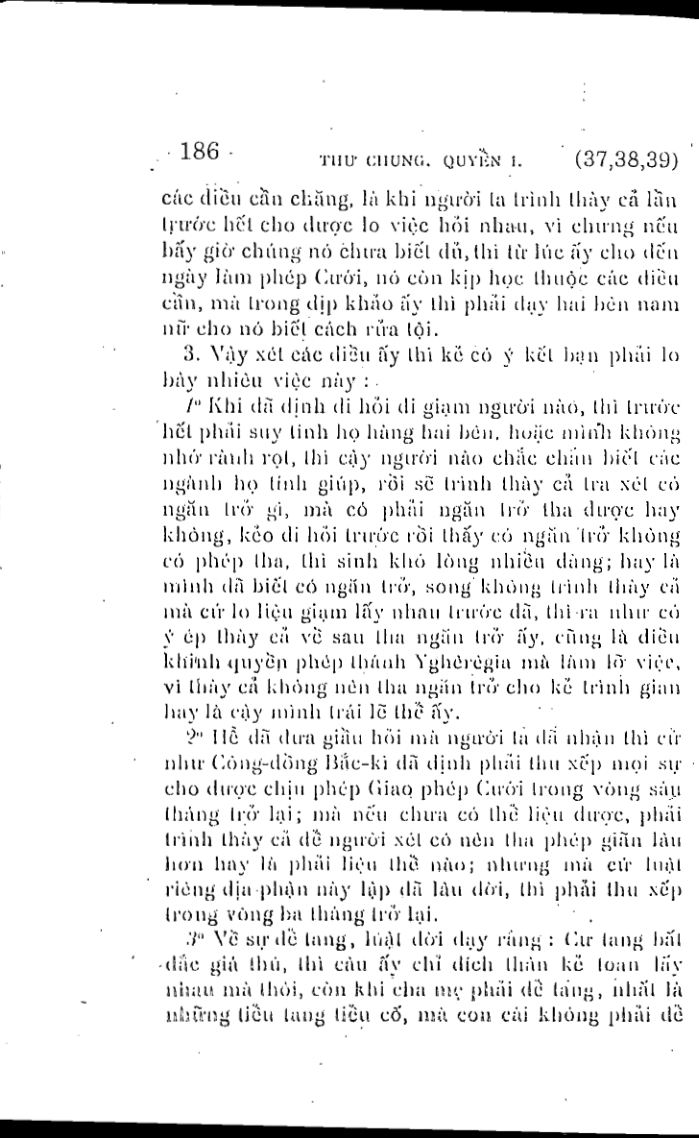 186
THƯ CHUNG. QUYỀN I.
(37,38,39)
các điều cần chăng, là khi người ta trình thày cả lần
trước hết cho được lo việc hỏi nhau, vì chưng nếu
bấy giờ chúng nó chưa biết đủ, thì từ lúc ấy cho đến
ngày làm phép Cưới, nó còn kịp học thuộc các điều
cần, mà trong dịp khảo ấy thì phải dạy hai bên nam
nữ cho nó biết cách rửa tội.
3. Vậy xét các điều ấy thì kẻ có ý kết bạn phải lo
bảy nhiêu việc này :
1º Khi đã định đi hỏi đi giạm người nào, thì trước
hết phải suy tính họ hàng hai bên, hoặc mình không
nhớ rành rọt, thì cậy người nào chắc chắn biết các
ngành họ tính giúp, rồi sẽ trình thày cả tra xét có
ngăn trở gì, mà có phải ngăn trở tha được hay
không, kẻo đi hỏi trước rồi thấy có ngăn trở không
có phép tha, thì sinh khó lòng nhiều đàng; hay là
mình đã biết có ngăn trở, song không trình thày cả
mà cứ lo liệu giạm lấy nhau trước đã, thì ra như có
ý ép thày cả về sau tha ngăn trở ấy, cũng là điều
khinh quyền phép thánh Ygherêgia mà làm lỡ việc,
vì thày cả không nên tha ngăn trở cho kẻ trình gian
hay là cậy mình trái lẽ thể ấy.
2º Hễ đã đưa giầu hỏi mà người ta đã nhận thì cứ
như Công-đồng Bắc-kì đã định phải thu xếp mọi sự
cho được chịu phép Giao phép Cưới trong vòng sáu
tháng trở lại; mà nếu chưa có thể liệu được, phải
trình thày cả để người xét có nên tha phép giãn lâu
hơn hay là phải liệu thể nào; nhưng mà cứ luật
riêng địa phận này lập đã lâu đời, thì phải thu xếp
trong vòng ba tháng trở lại.
3º Về sự để tang, luật đời dạy rằng : Cư tang bất
đắc giá thú, thì câu ấy chỉ đích thân kẻ toan lấy
nhau mà thôi, còn khi cha mẹ phải để tang, nhất là
những tiểu tang tiểu cố, mà con cái không phải để